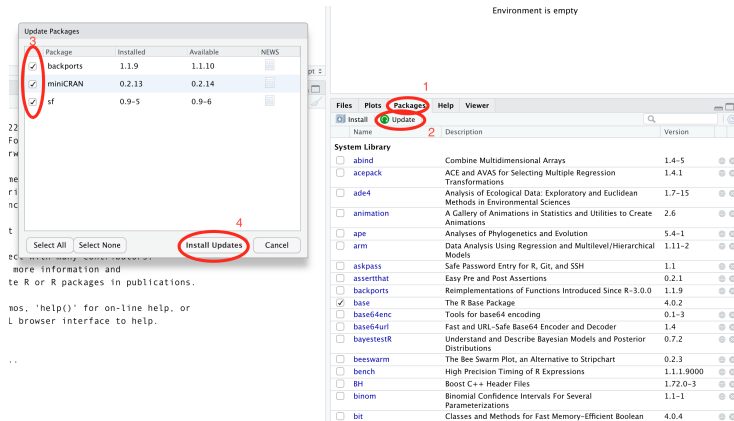 Environment is empty
Update Packages
3
Package Installed Available NEWS
backports 1.1.9 1.1.10
miniCRAN 0.2.13 0.2.14
sf 0.9-5 0.9-6
4
Select All Select None Install Updates Cancel
pt
22
Fo
rw
me
ri
nc
t
ect with many contributors.
more information and
te R or R packages in publications.
mos, 'help()' for on-line help, or
L browser interface to help.
..
1
Files Plots Packages Help Viewer
Install Update
2
Name Description Version
System Library
abind Combine Multidimensional Arrays 1.4-5
acepack ACE and AVAS for Selecting Multiple Regression 1.4.1
Transformations
ade4 Analysis of Ecological Data: Exploratory and Euclidean 1.7-15
Methods in Environmental Sciences
animation A Gallery of Animations in Statistics and Utilities to Create 2.6
Animations
ape Analyses of Phylogenetics and Evolution 5.4-1
arm Data Analysis Using Regression and Multilevel/Hierarchical 1.11-2
Models
askpass Safe Password Entry for R, Git, and SSH 1.1
assertthat Easy Pre and Post Assertions 0.2.1
backports Reimplementations of Functions Introduced Since R-3.0.0 1.1.9
base The R Base Package 4.0.2
base64enc Tools for base64 encoding 0.1-3
base64url Fast and URL-Safe Base64 Encoder and Decoder 1.4
bayestestR Understand and Describe Bayesian Models and Posterior 0.7.2
Distributions
beeswarm The Bee Swarm Plot, an Alternative to Stripchart 0.2.3
bench High Precision Timing of R Expressions 1.1.1.9000
BH Boost C++ Header Files 1.72.0-3
binom Binomial Confidence Intervals For Several 1.1-1
Parameterizations
bit Classes and Methods for Fast Memory-Efficient Boolean 4.0.4